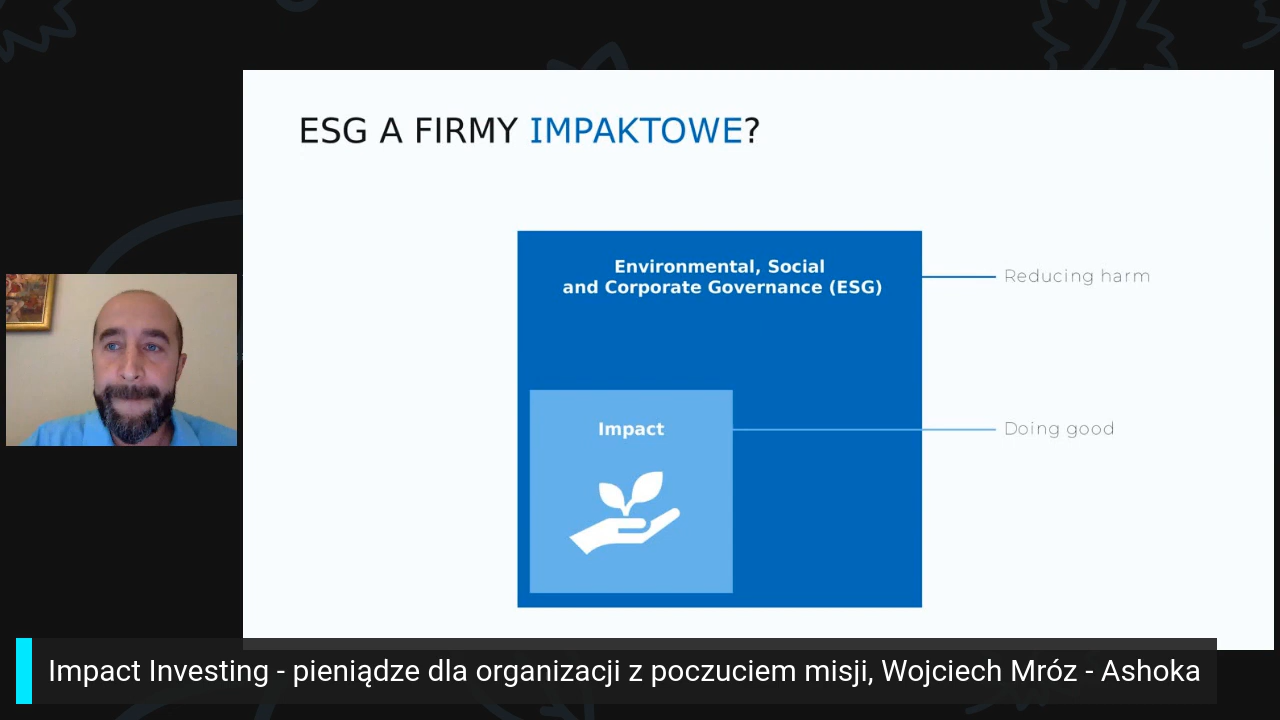 ESG A FIRMY IMPAKTOWE?
Environmental, Social
and Corporate Governance (ESG)
Reducing harm
Impact
Doing good
Impact Investing - pieniądze dla organizacji z poczuciem misji, Wojciech Mróz - Ashoka